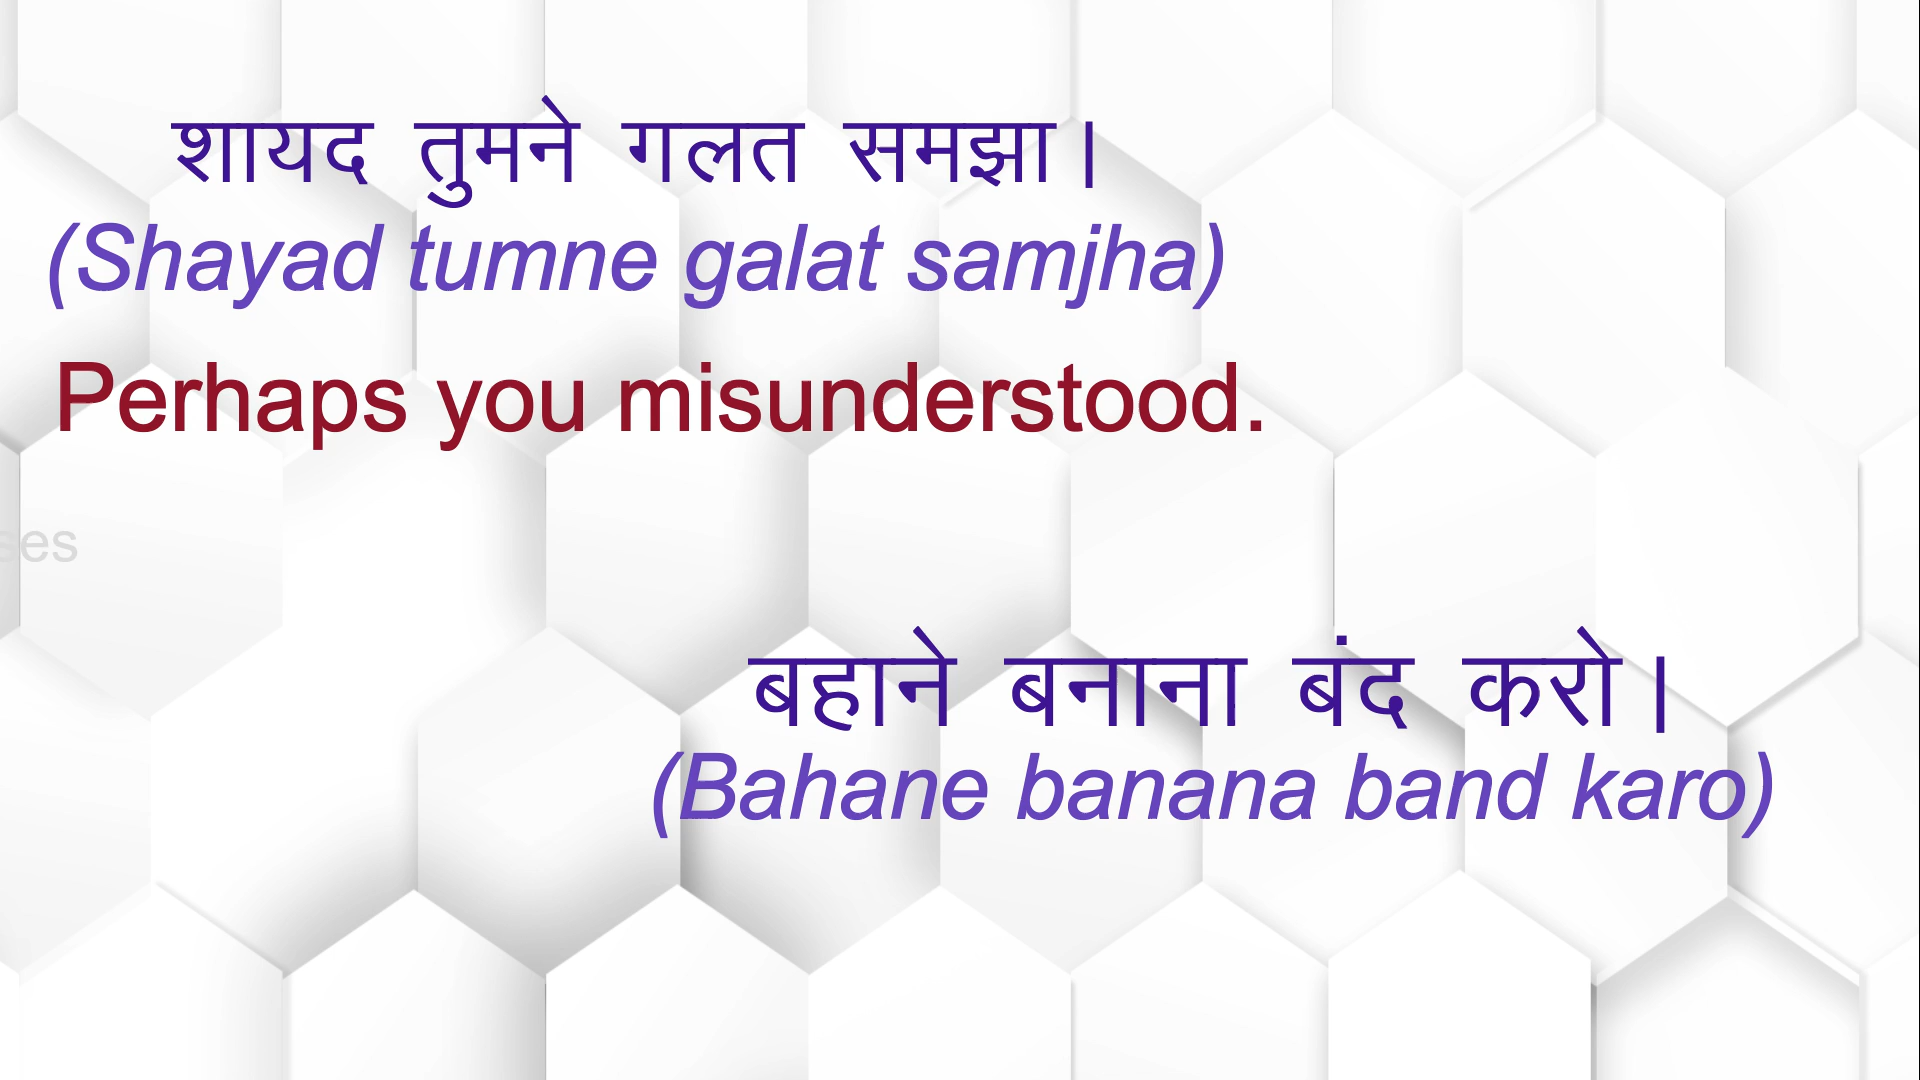 शायद तुमने गलत समझा।
(Shayad tumne galat samjha)
Perhaps you misunderstood.
बहाने बनाना बंद करो।
(Bahane banana band karo)